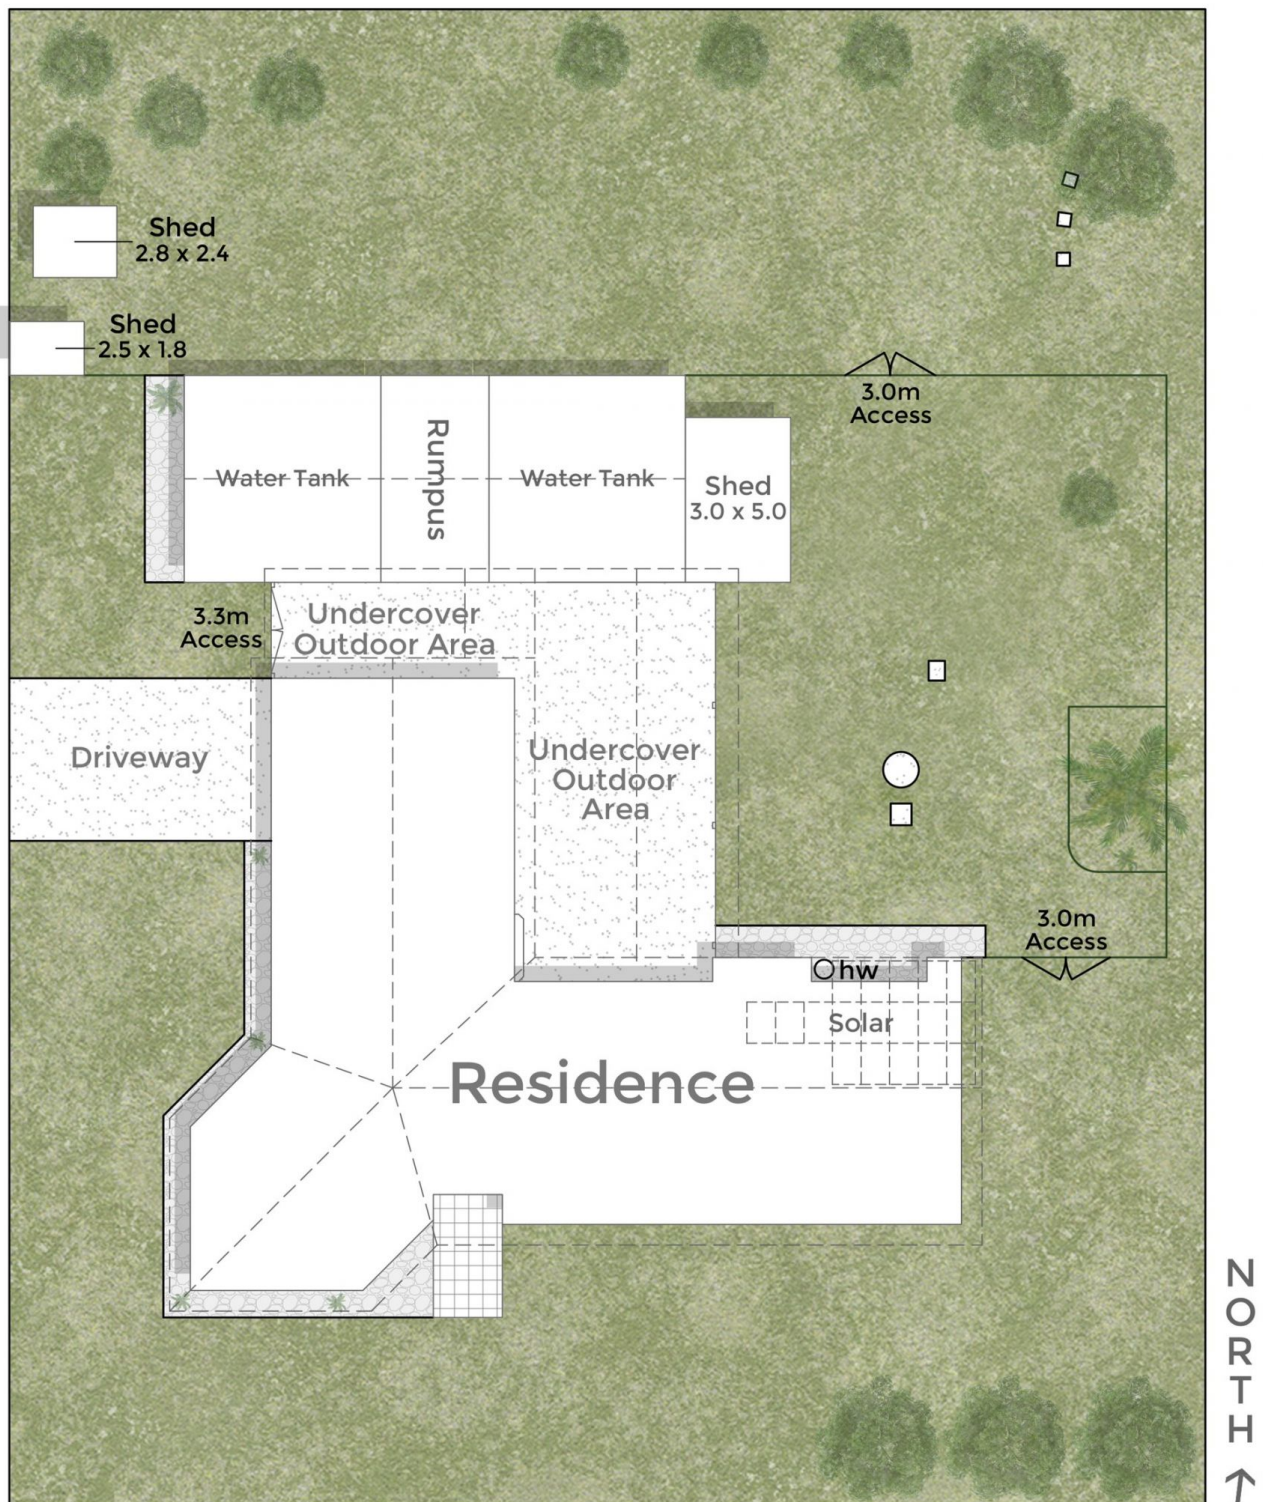 Shed
2.8 x 2.4
Shed
2.5 x 1.8
3.0m
Access
Water Tank
Rumpus
Water Tank
Shed
3.0 x 5.0
3.3m
Access
Undercover
Outdoor Area
Driveway
Undercover
Outdoor
Area
3.0m
Access
hw
Solar
Residence
NORTH ↑